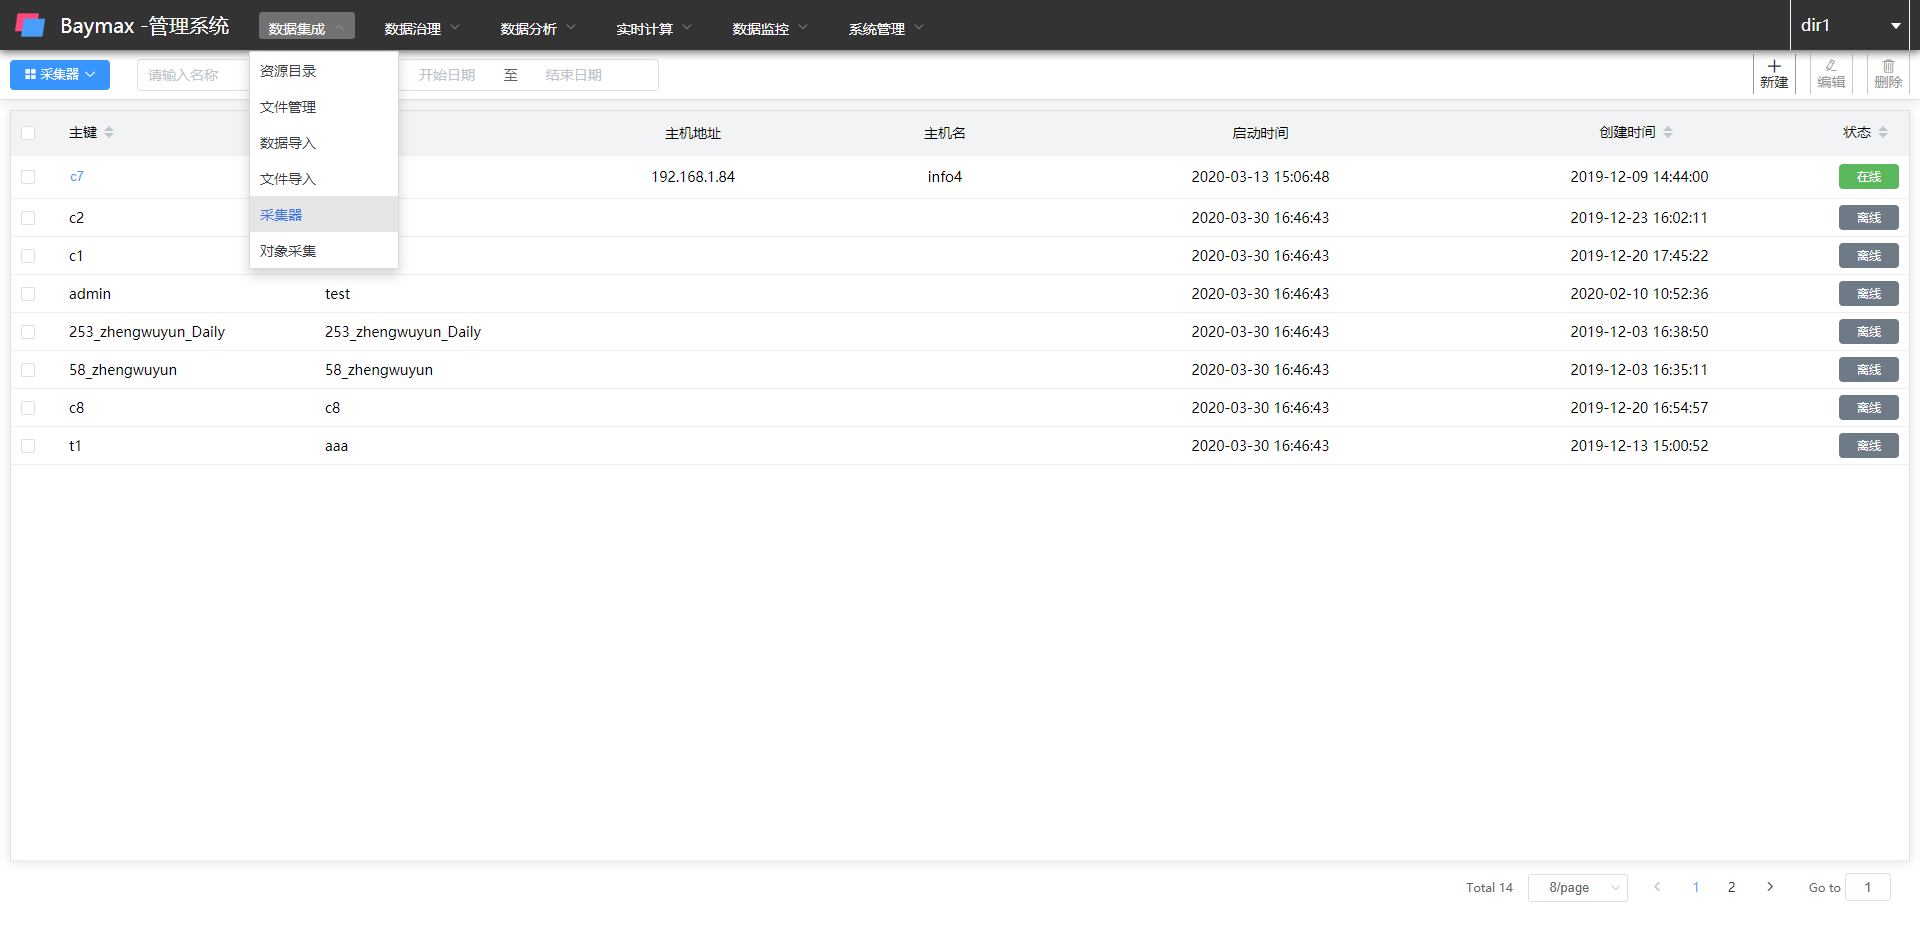 Baymax -管理系统 数据集成 数据治理 数据分析 实时计算 数据监控 系统管理 dir1
采集器 请输入名称 开始日期 至 结束日期 新建 编辑 删除
资源目录
文件管理
数据导入
文件导入
采集器
对象采集
主键 主机地址 主机名 启动时间 创建时间 状态
c7 192.168.1.84 info4 2020-03-13 15:06:48 2019-12-09 14:44:00 在线
c2 2020-03-30 16:46:43 2019-12-23 16:02:11 离线
c1 2020-03-30 16:46:43 2019-12-20 17:45:22 离线
admin test 2020-03-30 16:46:43 2020-02-10 10:52:36 离线
253_zhengwuyun_Daily 253_zhengwuyun_Daily 2020-03-30 16:46:43 2019-12-03 16:38:50 离线
58_zhengwuyun 58_zhengwuyun 2020-03-30 16:46:43 2019-12-03 16:35:11 离线
c8 c8 2020-03-30 16:46:43 2019-12-20 16:54:57 离线
t1 aaa 2020-03-30 16:46:43 2019-12-13 15:00:52 离线
Total 14 8/page 1 2 Go to 1